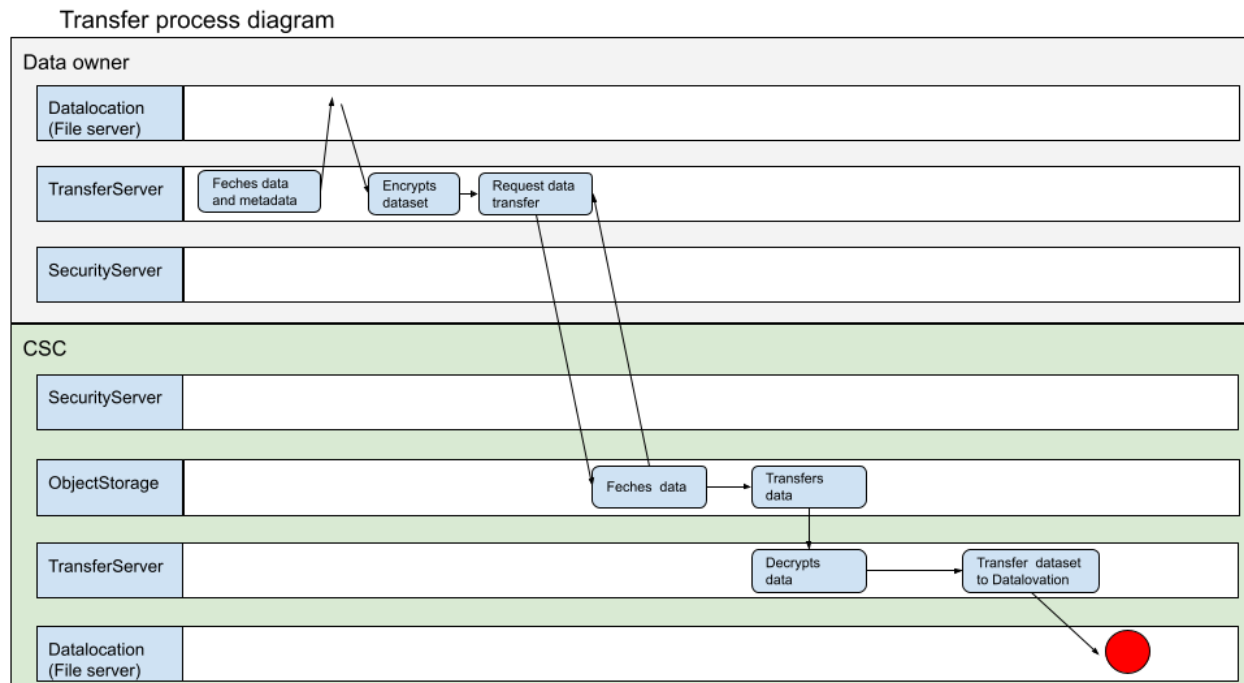 Transfer process diagram
Data owner
Datalocation
(File server)
TransferServer
Feches data
and metadata
Encrypts
dataset
Request data
transfer
SecurityServer
CSC
SecurityServer
ObjectStorage
Feches  data
Transfers
data
TransferServer
Decrypts
data
Transfer  dataset
to Datalovation
Datalocation
(File server)